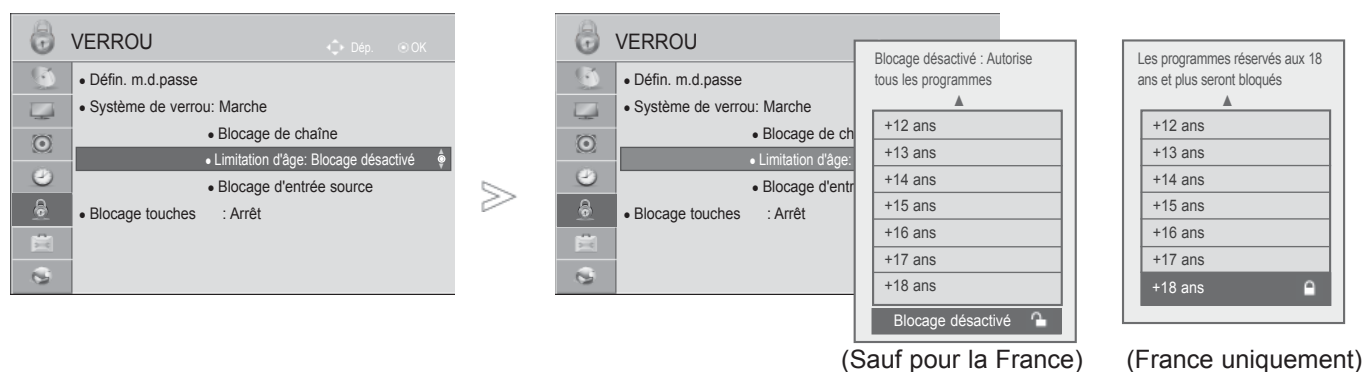 VERROU
Dép. OK
• Défin. m.d.passe
• Système de verrou: Marche
• Blocage de chaîne
• Limitation d'âge: Blocage désactivé
• Blocage d'entrée source
• Blocage touches : Arrêt
VERROU
• Défin. m.d.passe
• Système de verrou: Marche
• Blocage de ch
• Limitation d'âge:
• Blocage d'entr
• Blocage touches : Arrêt
Blocage désactivé : Autorise
tous les programmes
+12 ans
+13 ans
+14 ans
+15 ans
+16 ans
+17 ans
+18 ans
Blocage désactivé
(Sauf pour la France)
Les programmes réservés aux 18
ans et plus seront bloqués
+12 ans
+13 ans
+14 ans
+15 ans
+16 ans
+17 ans
+18 ans
(France uniquement)